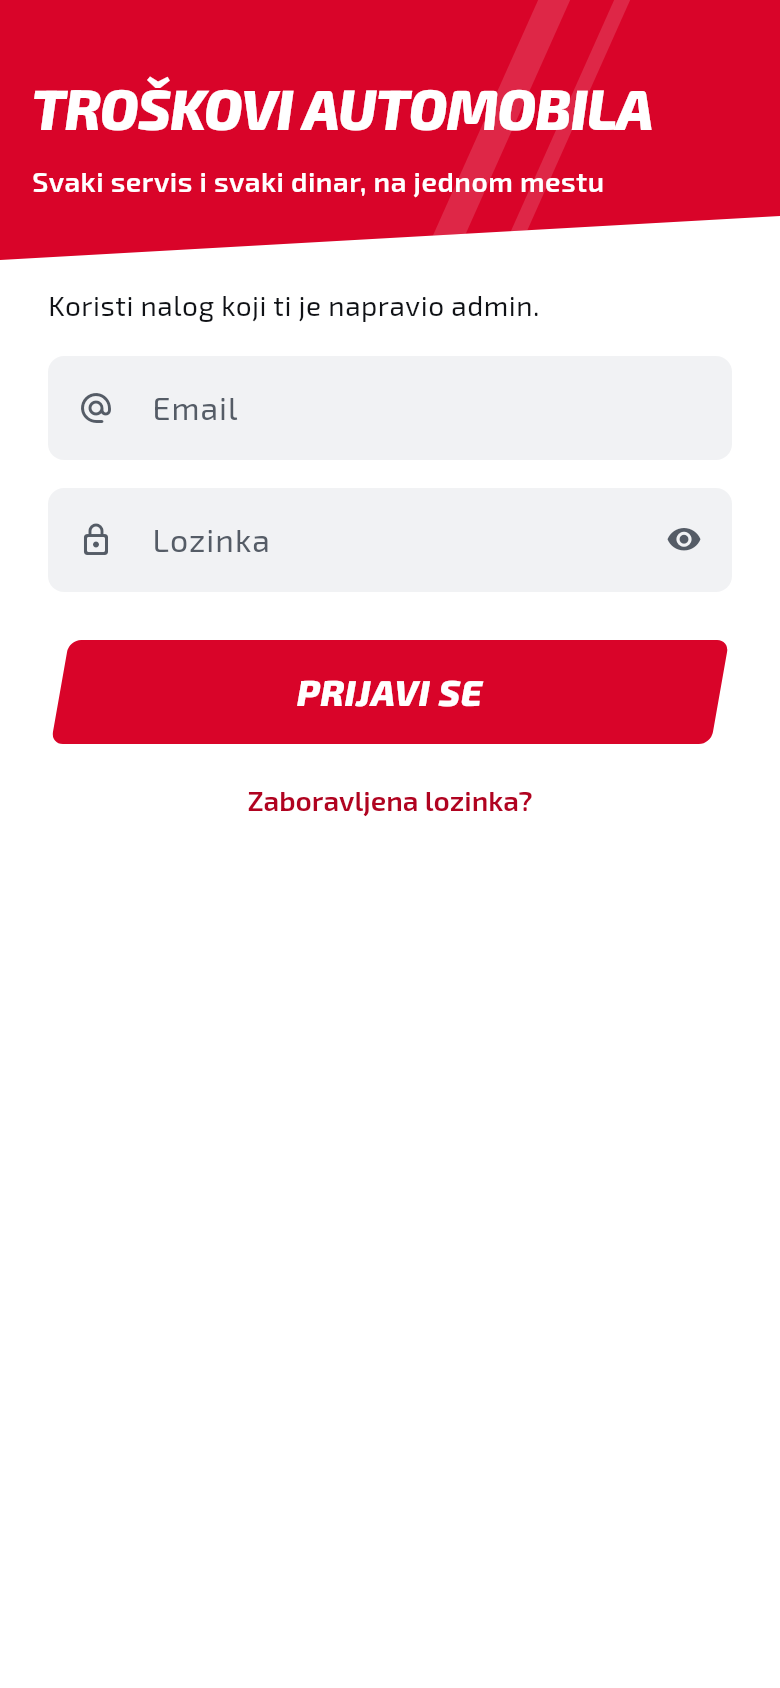 TROŠKOVI AUTOMOBILA
Svaki servis i svaki dinar, na jednom mestu
Koristi nalog koji ti je napravio admin.
Email
Lozinka
PRIJAVI SE
Zaboravljena lozinka?